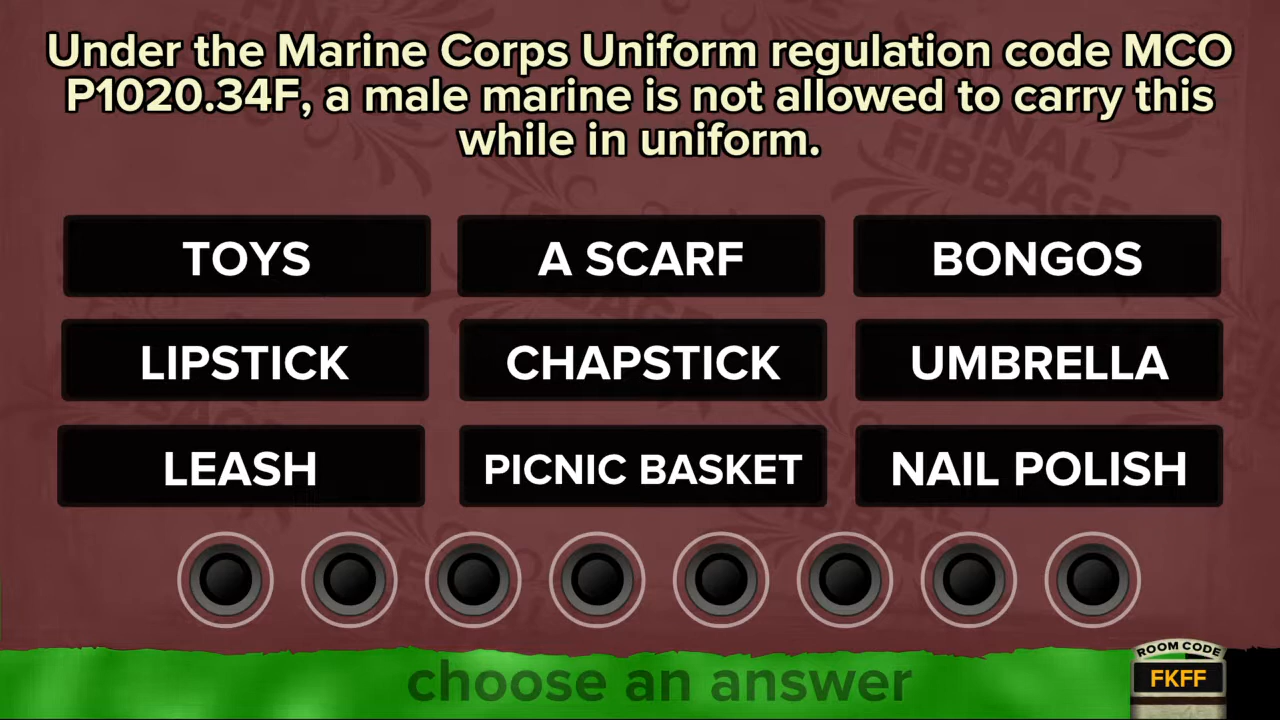 Under the Marine Corps Uniform regulation code MCO
P1020.34F, a male marine is not allowed to carry this
while in uniform.
TOYS
A SCARF
BONGOS
LIPSTICK
CHAPSTICK
UMBRELLA
LEASH
PICNIC BASKET
NAIL POLISH
choose an answer
ROOM CODE
FKFF
FINAL
FIBBAGE